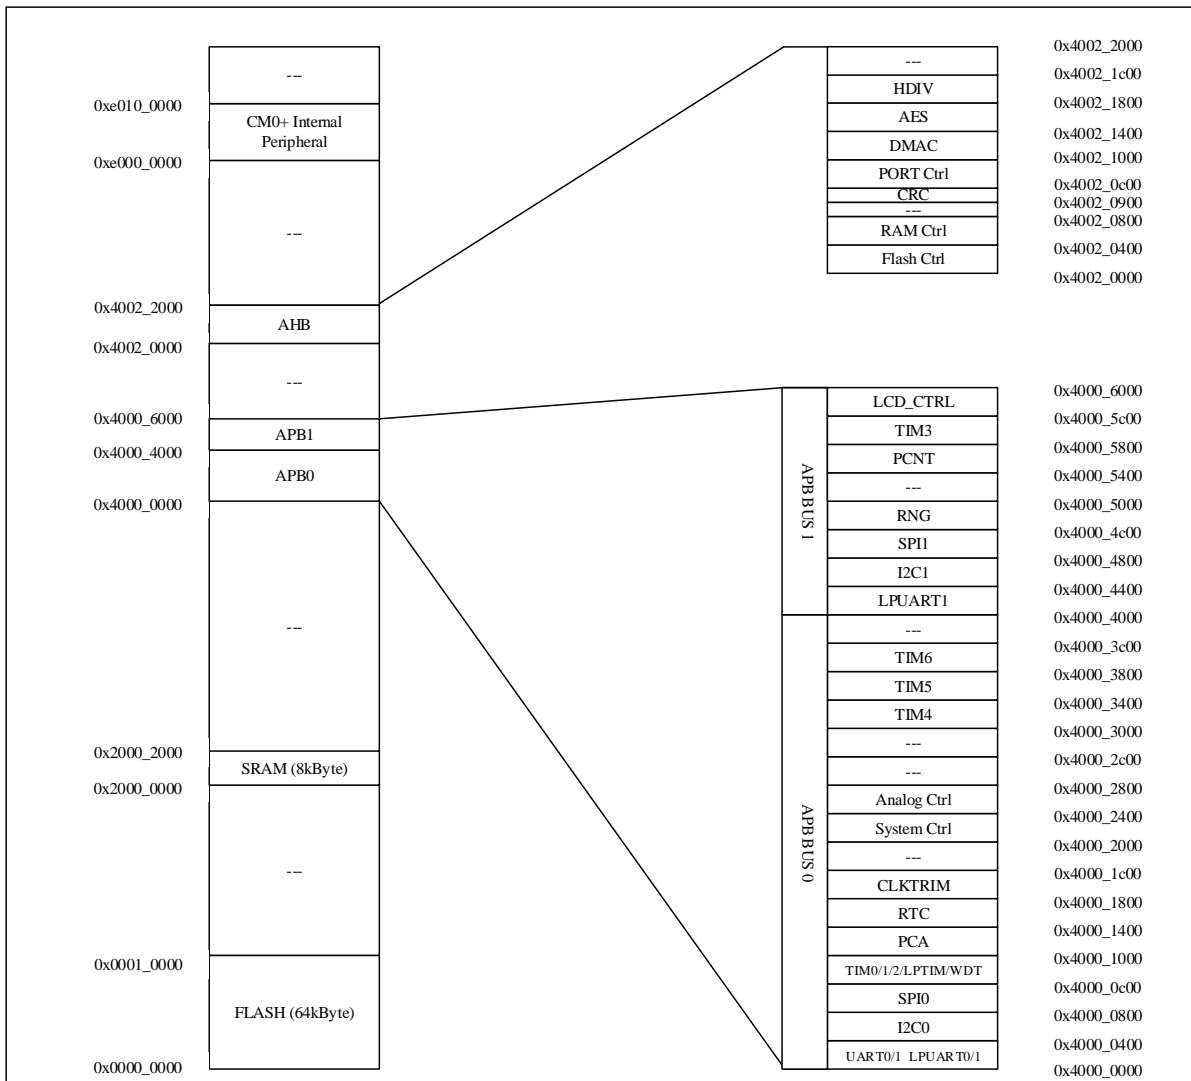 ---
0xe010_0000
CM0+ Internal
Peripheral
0xe000_0000
---
0x4002_2000
AHB
0x4002_0000
---
0x4000_6000
APB1
0x4000_4000
APB0
0x4000_0000
---
0x2000_2000
SRAM (8kByte)
0x2000_0000
---
0x0001_0000
FLASH (64kByte)
0x0000_0000
0x4002_2000
---
0x4002_1c00
HDIV
0x4002_1800
AES
0x4002_1400
DMAC
0x4002_1000
PORT Ctrl
0x4002_0c00
CRC
0x4002_0900
---
0x4002_0800
RAM Ctrl
0x4002_0400
Flash Ctrl
0x4002_0000
APB BUS 1
0x4000_6000
LCD_CTRL
0x4000_5c00
TIM3
0x4000_5800
PCNT
0x4000_5400
---
0x4000_5000
RNG
0x4000_4c00
SPI1
0x4000_4800
I2C1
0x4000_4400
LPUART1
0x4000_4000
APB BUS 0
---
0x4000_3c00
TIM6
0x4000_3800
TIM5
0x4000_3400
TIM4
0x4000_3000
---
0x4000_2c00
---
0x4000_2800
Analog Ctrl
0x4000_2400
System Ctrl
0x4000_2000
---
0x4000_1c00
CLKTRIM
0x4000_1800
RTC
0x4000_1400
PCA
0x4000_1000
TIM0/1/2/LPTIM/WDT
0x4000_0c00
SPI0
0x4000_0800
I2C0
0x4000_0400
UART0/1 LPUART0/1
0x4000_0000